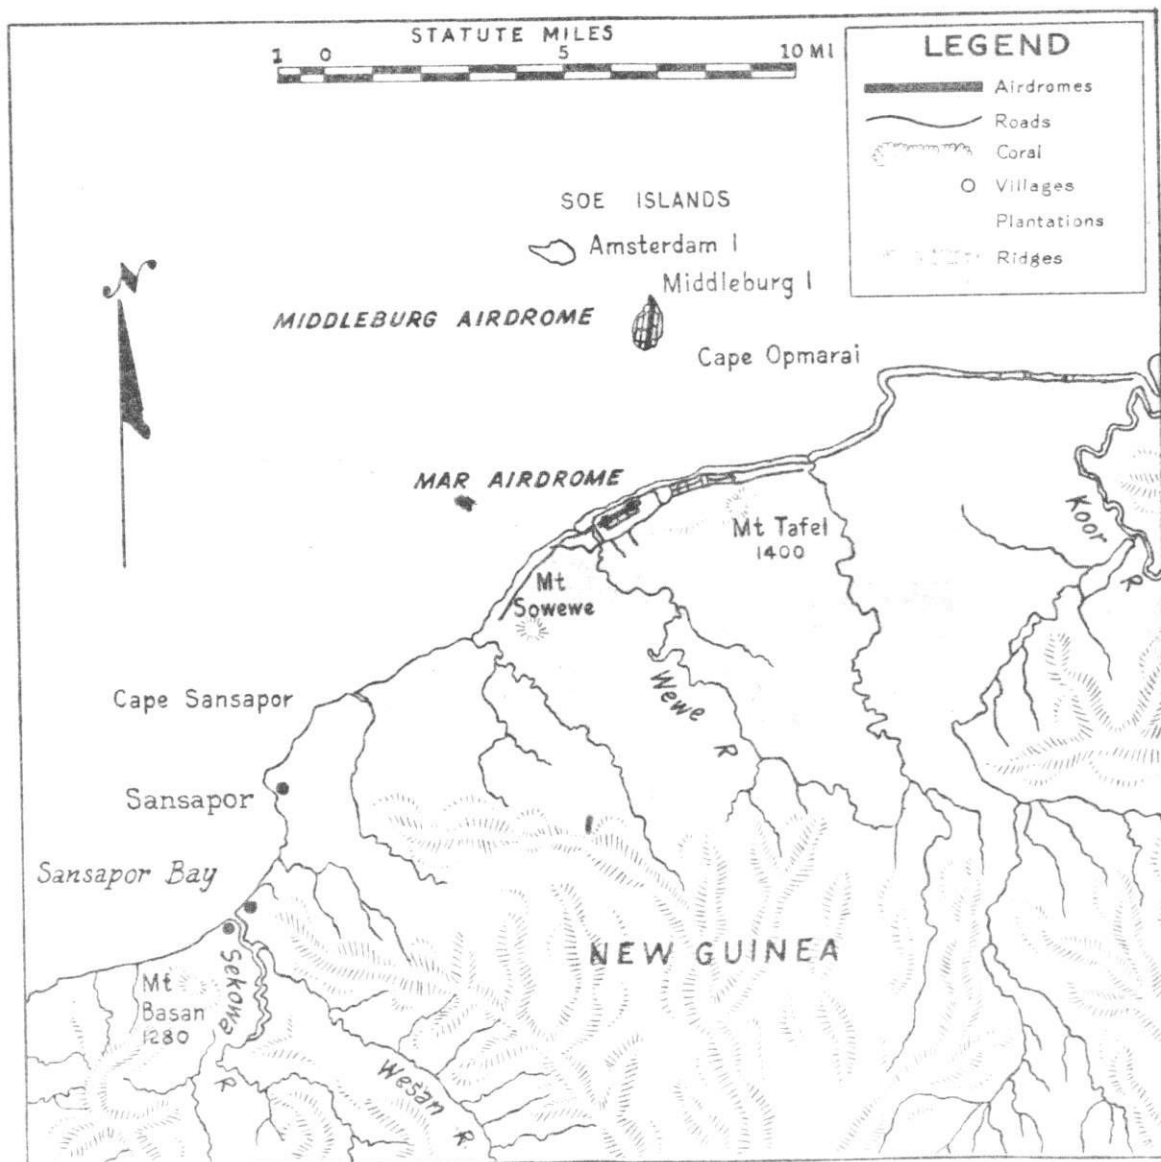 STATUTE MILES
1 0 5 10 MI
LEGEND
Airdromes
Roads
Coral
Villages
Plantations
Ridges
SOE ISLANDS
Amsterdam I
Middleburg I
N
MIDDLEBURG AIRDROME
Cape Opmarai
MAR AIRDROME
Mt Tafel
1400
Koor R
Mt
Sowewe
Wewe R
Cape Sansapor
Sansapor
Sansapor Bay
NEW GUINEA
Mt
Basan
1280
Sekowa R
Wesan R